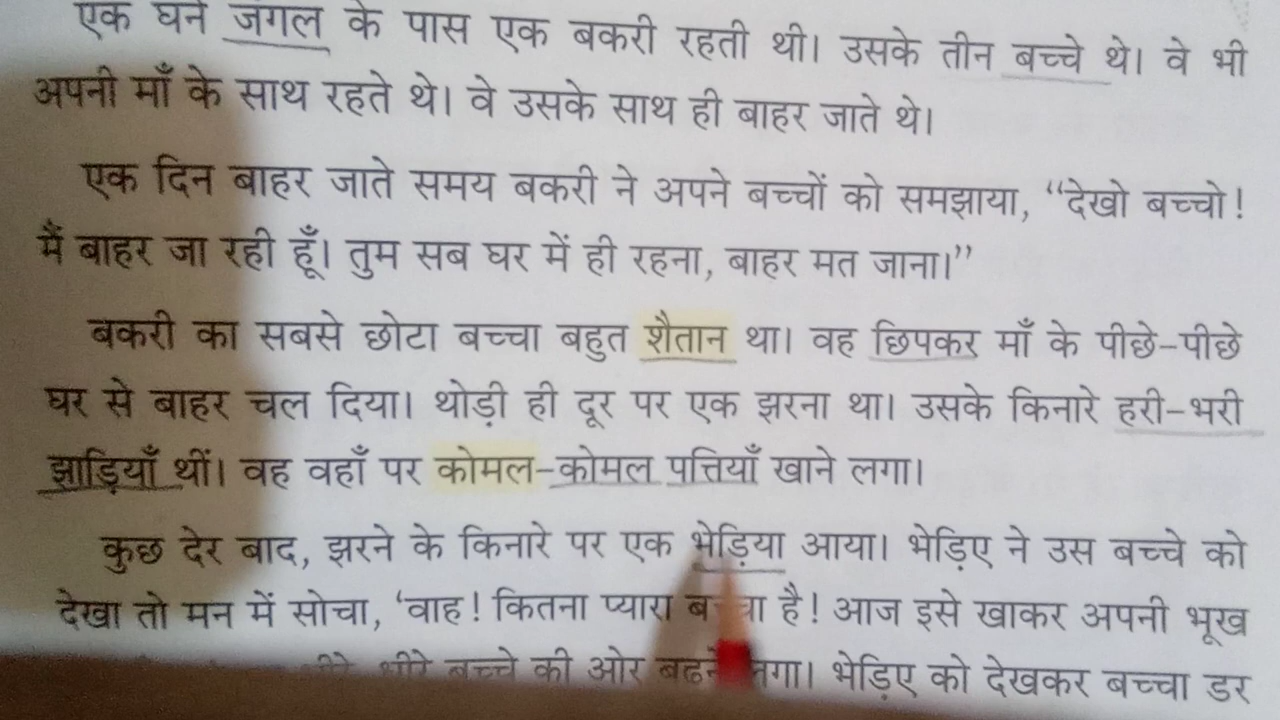 एक घने जंगल के पास एक बकरी रहती थी। उसके तीन बच्चे थे। वे भी
अपनी माँ के साथ रहते थे। वे उसके साथ ही बाहर जाते थे।
एक दिन बाहर जाते समय बकरी ने अपने बच्चों को समझाया, “देखो बच्चो!
मैं बाहर जा रही हूँ। तुम सब घर में ही रहना, बाहर मत जाना।”
बकरी का सबसे छोटा बच्चा बहुत शैतान था। वह छिपकर माँ के पीछे-पीछे
घर से बाहर चल दिया। थोड़ी ही दूर पर एक झरना था। उसके किनारे हरी-भरी
झाड़ियाँ थीं। वह वहाँ पर कोमल-कोमल पत्तियाँ खाने लगा।
कुछ देर बाद, झरने के किनारे पर एक भेड़िया आया। भेड़िए ने उस बच्चे को
देखा तो मन में सोचा, ‘वाह! कितना प्यारा बच्चा है! आज इसे खाकर अपनी भूख
बच्चे की ओर बढ़ने लगा। भेड़िए को देखकर बच्चा डर